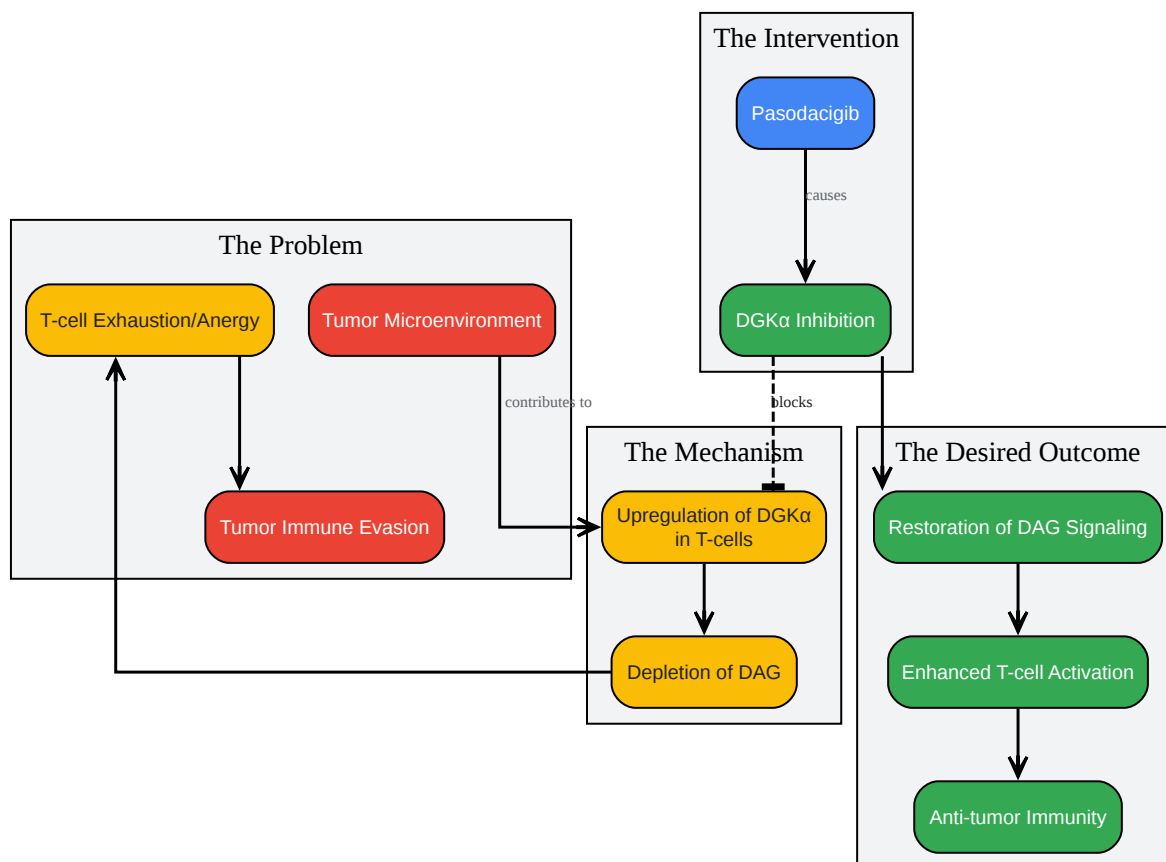 The Intervention
Pasodacigib
causes
DGKα Inhibition
The Problem
T-cell Exhaustion/Anergy
Tumor Microenvironment
contributes to
blocks
Tumor Immune Evasion
The Mechanism
Upregulation of DGKα
in T-cells
Depletion of DAG
The Desired Outcome
Restoration of DAG Signaling
Enhanced T-cell Activation
Anti-tumor Immunity